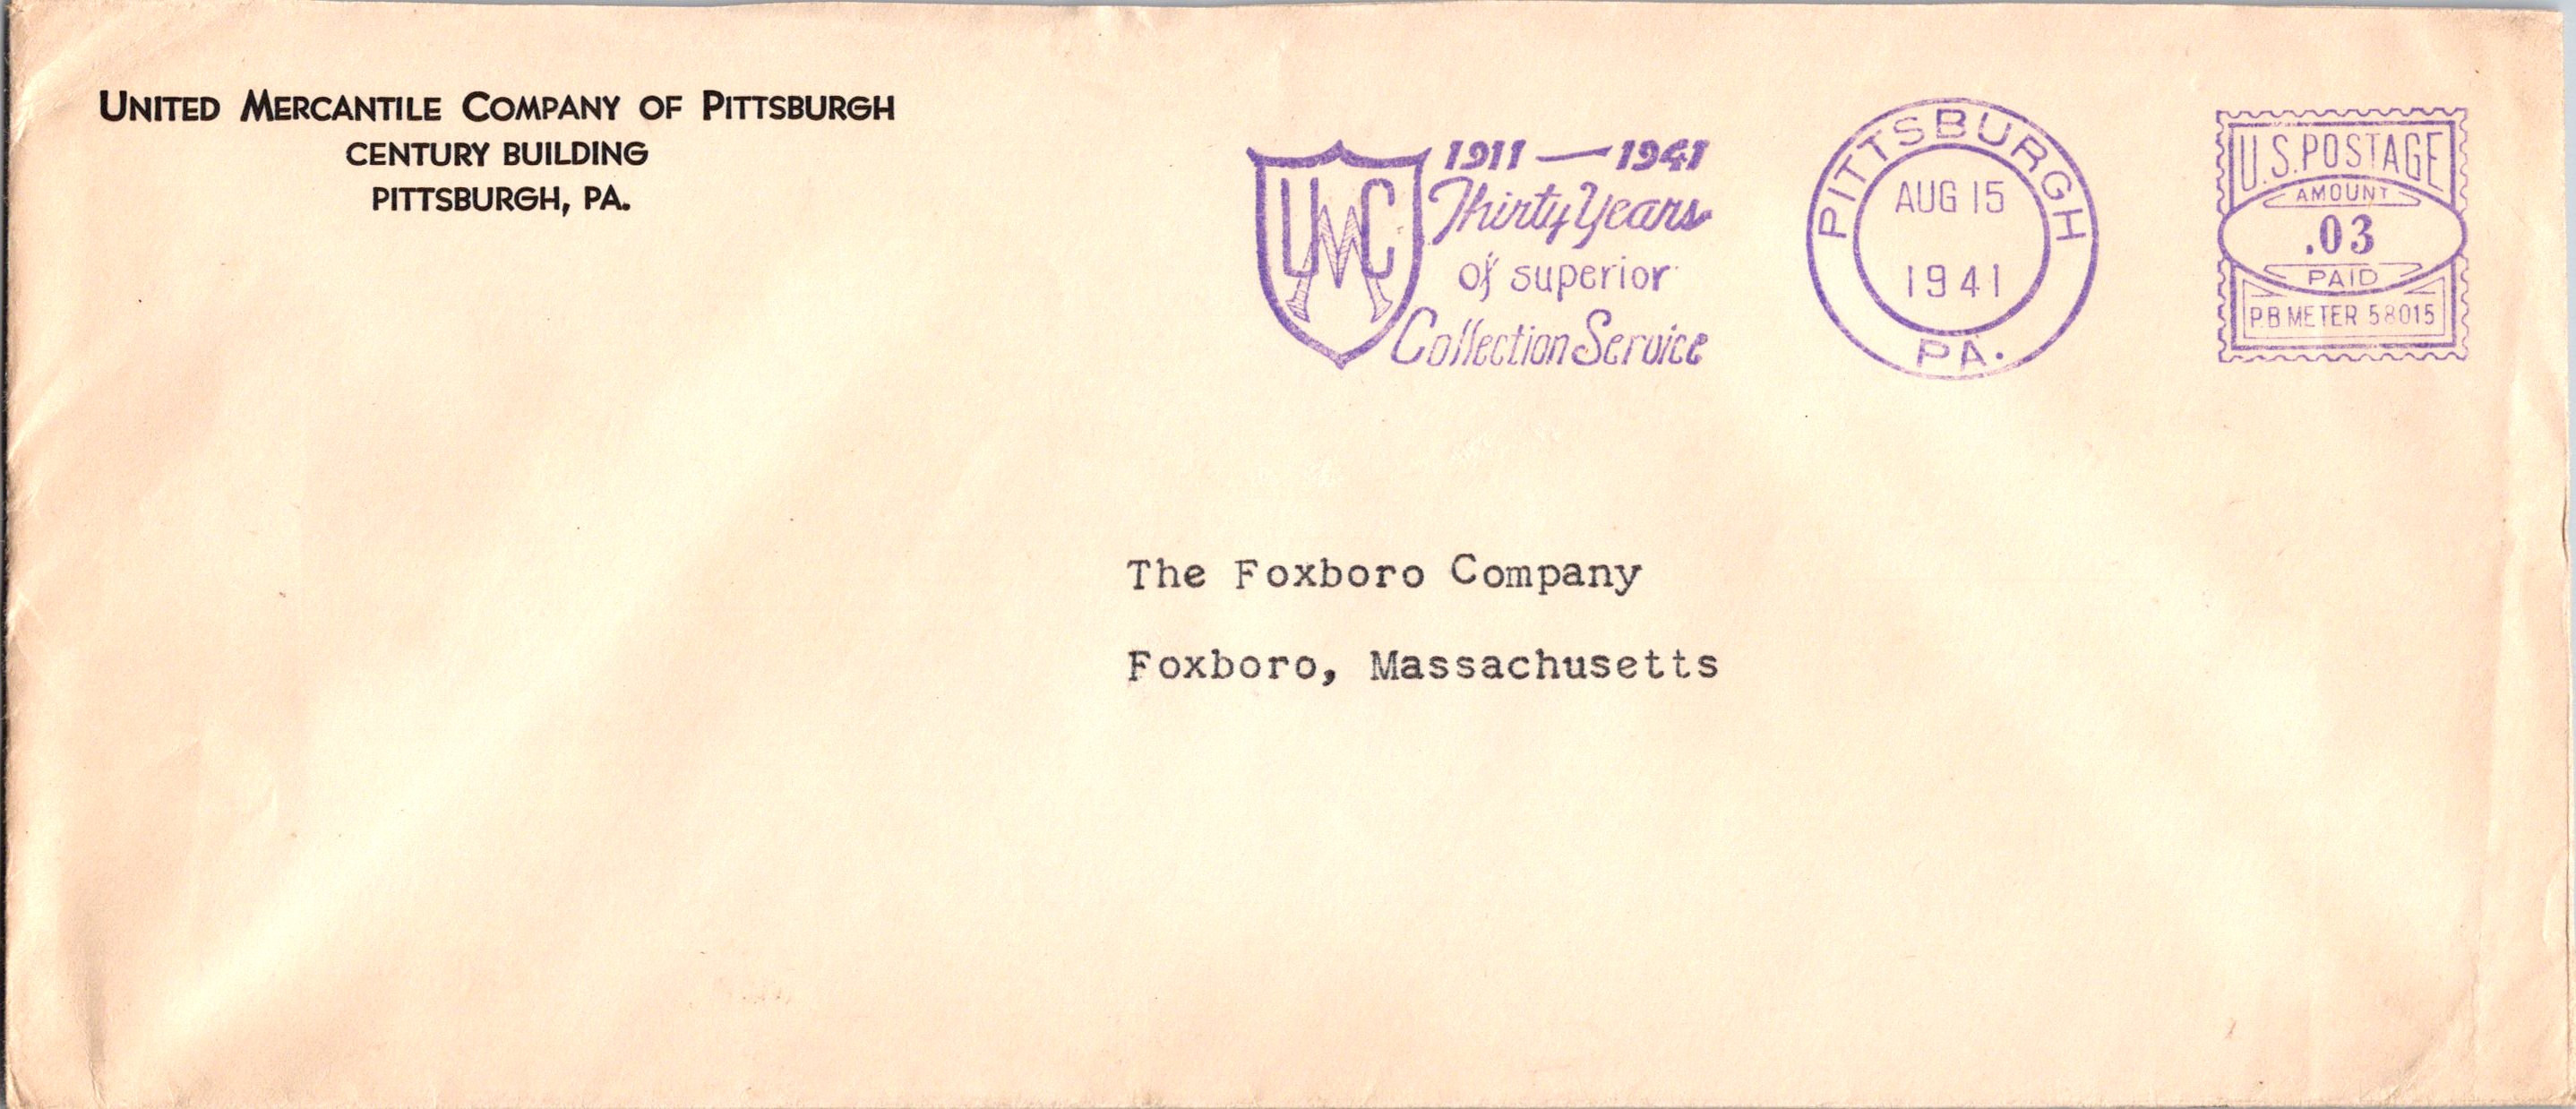 UNITED MERCANTILE COMPANY OF PITTSBURGH
CENTURY BUILDING
PITTSBURGH, PA.
UMC
1911 — 1941
Thirty Years
of superior
Collection Service
PITTSBURGH
AUG 15
1941
PA.
U.S. POSTAGE
AMOUNT
.03
PAID
P.B. METER 58015
The Foxboro Company
Foxboro, Massachusetts